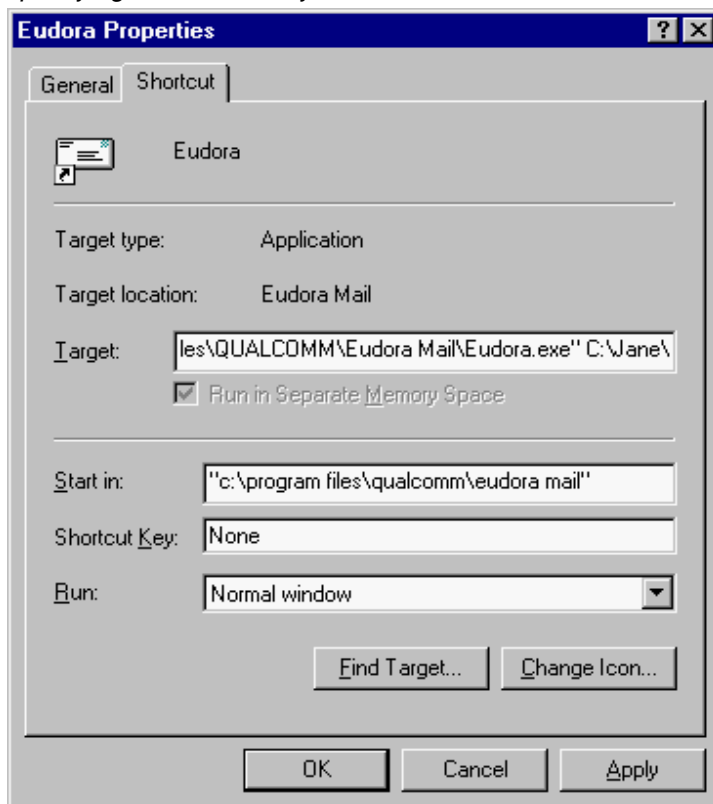 Eudora Properties
General Shortcut
Eudora
Target type: Application
Target location: Eudora Mail
Target: les\QUALCOMM\Eudora Mail\Eudora.exe" C:\Jane\
Run in Separate Memory Space
Start in: "c:\program files\qualcomm\eudora mail"
Shortcut Key: None
Run: Normal window
Find Target... Change Icon...
OK Cancel Apply